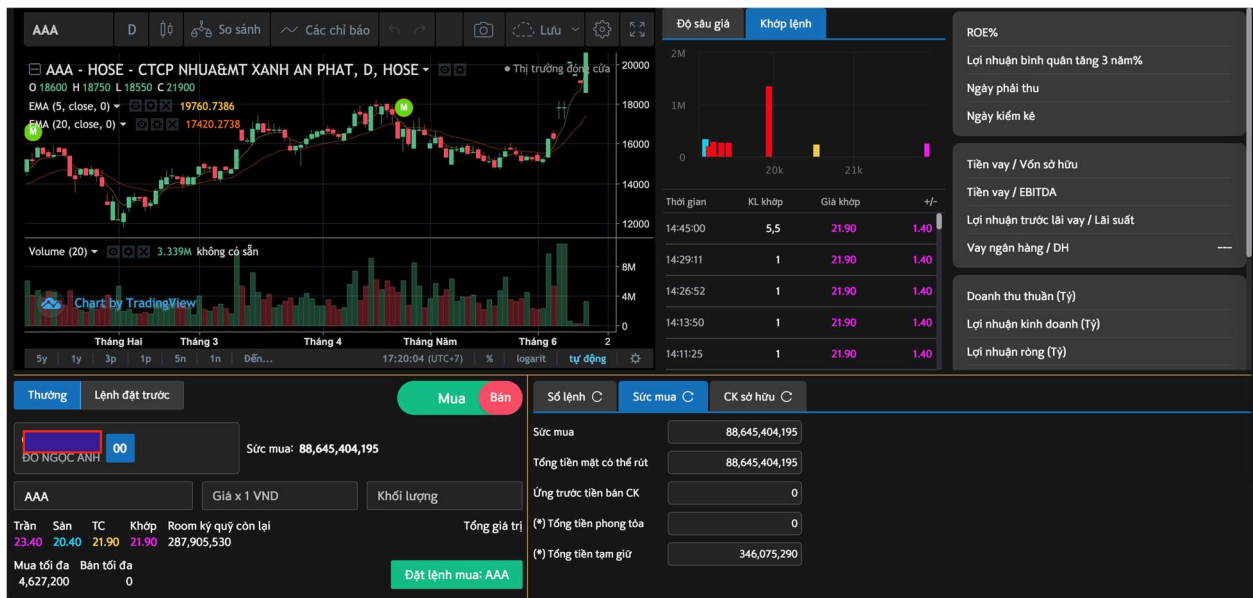 AAA D So sánh Các chỉ báo Lưu
AAA - HOSE - CTCP NHUA&MT XANH AN PHAT, D, HOSE
Thị trường đóng cửa
O 18600 H 18750 L 18550 C 21900
EMA (5, close, 0) 19760.7386
EMA (20, close, 0) 17420.2738
M
M
20000
18000
16000
14000
12000
Volume (20) 3.339M không có sẵn
8M
4M
0
Chart by TradingView
Tháng Hai Tháng 3 Tháng 4 Tháng Năm Tháng 6 2
5y 1y 3p 1p 5n 1n Đến... 17:20:04 (UTC+7) % logarit tự động
Độ sâu giá Khớp lệnh
2M
1M
0
20k 21k
Thời gian KL khớp Giá khớp +/-
14:45:00 5,5 21.90 1.40
14:29:11 1 21.90 1.40
14:26:52 1 21.90 1.40
14:13:50 1 21.90 1.40
14:11:25 1 21.90 1.40
ROE%
Lợi nhuận bình quân tăng 3 năm%
Ngày phải thu
Ngày kiểm kê
Tiền vay / Vốn sở hữu
Tiền vay / EBITDA
Lợi nhuận trước lãi vay / Lãi suất
Vay ngân hàng / DH ---
Doanh thu thuần (Tỷ)
Lợi nhuận kinh doanh (Tỷ)
Lợi nhuận ròng (Tỷ)
Thường Lệnh đặt trước Mua Bán
00
ĐO NGỌC ANH
Sức mua: 88,645,404,195
AAA Giá x 1 VND Khối lượng
Trần Sàn TC Khớp Room ký quỹ còn lại Tổng giá trị
23.40 20.40 21.90 21.90 287,905,530
Mua tối đa Bán tối đa
4,627,200 0
Đặt lệnh mua: AAA
Sổ lệnh Sức mua CK sở hữu
Sức mua 88,645,404,195
Tổng tiền mặt có thể rút 88,645,404,195
Ứng trước tiền bán CK 0
(*) Tổng tiền phong tỏa 0
(*) Tổng tiền tạm giữ 346,075,290